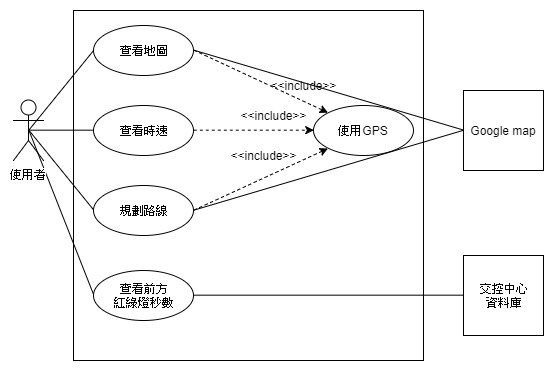 查看地圖
<<include>>
查看時速
<<include>>
使用GPS
Google map
<<include>>
使用者
規劃路線
查看前方
紅綠燈秒數
交控中心
資料庫